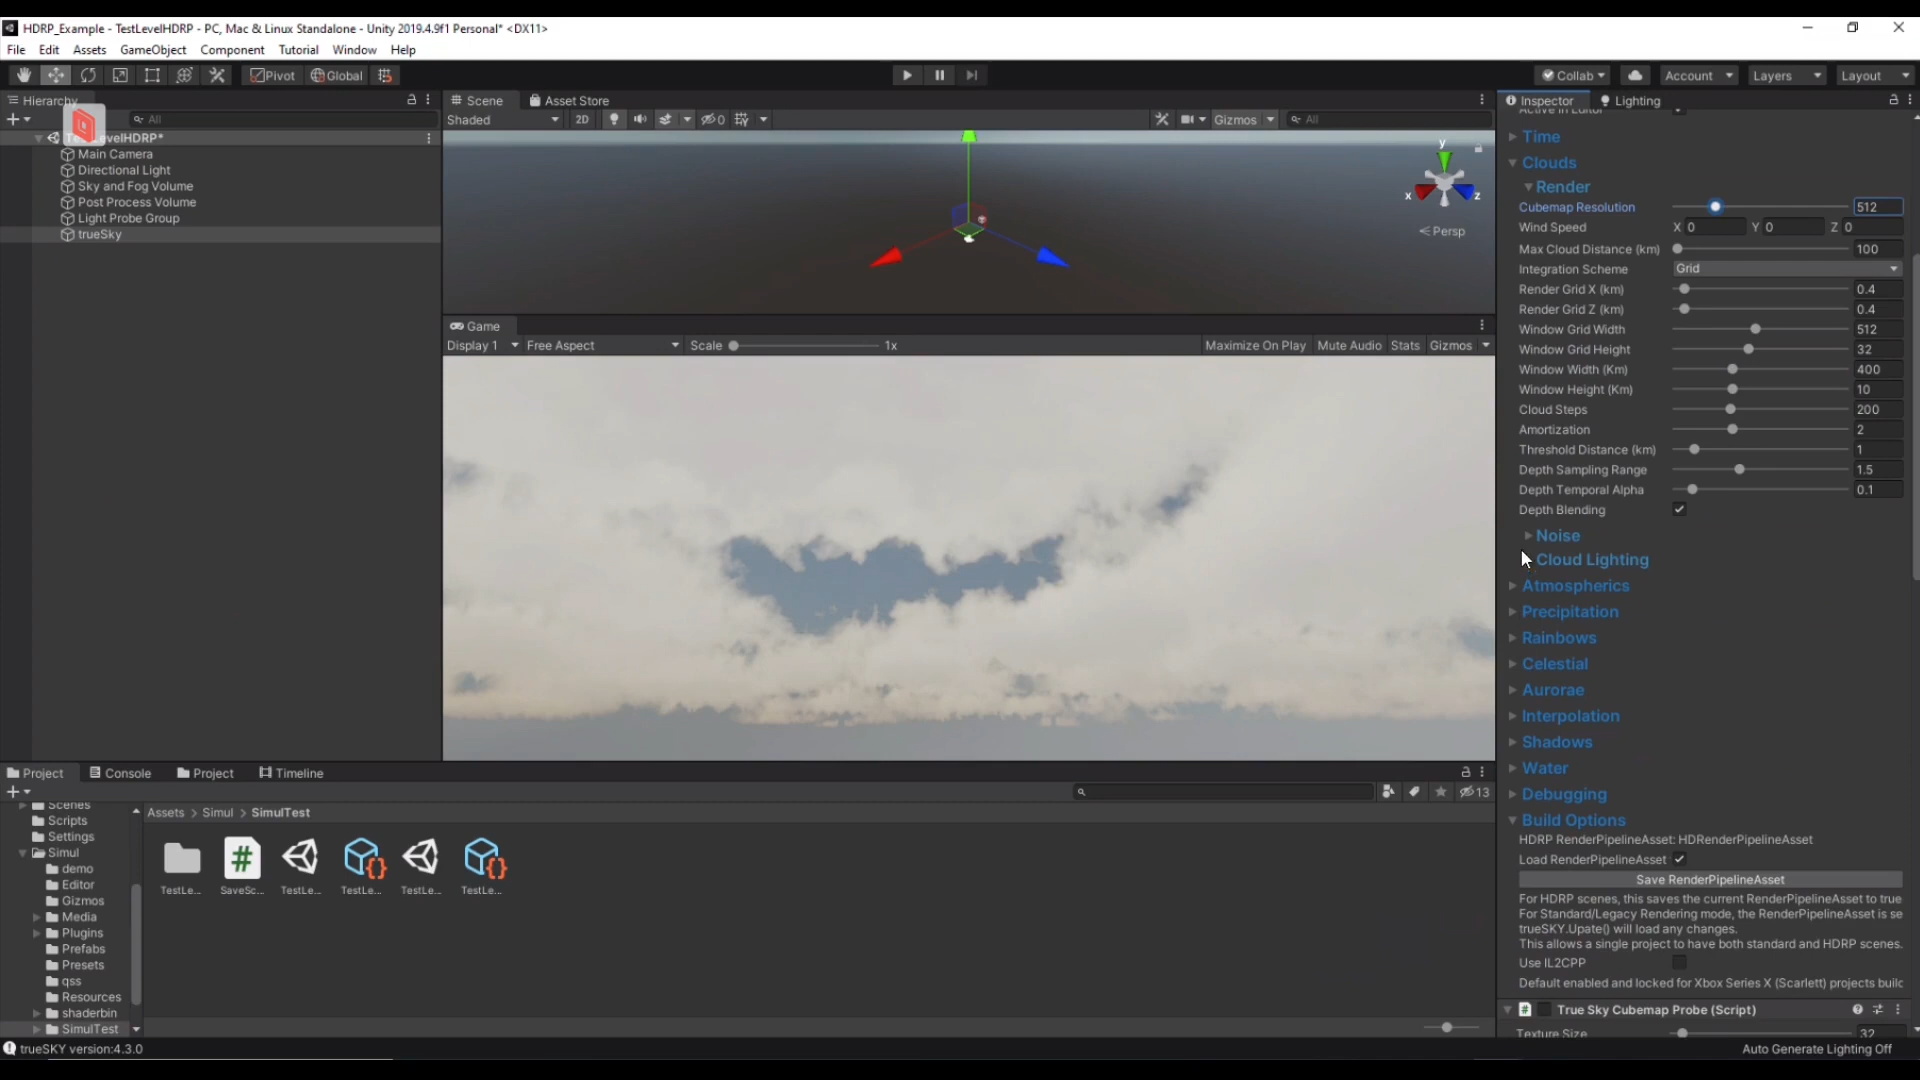 HDRP_Example - TestLevelHDRP - PC, Mac & Linux Standalone - Unity 2019.4.9f1 Personal* <DX11>
File Edit Assets GameObject Component Tutorial Window Help
Pivot Global Collab Account Layers Layout
Hierarchy
All
Main Camera
Directional Light
Sky and Fog Volume
Post Process Volume
Light Probe Group
trueSky
Scene Asset Store
Shaded 2D 0 Gizmos All
y
x z
Persp
Game
Display 1 Free Aspect Scale 1x Maximize On Play Mute Audio Stats Gizmos
Inspector Lighting
Time
Clouds
Render
Cubemap Resolution 512
Wind Speed X 0 Y 0 Z 0
Max Cloud Distance (km) 100
Integration Scheme Grid
Render Grid X (km) 0.4
Render Grid Z (km) 0.4
Window Grid Width 512
Window Grid Height 32
Window Width (Km) 400
Window Height (Km) 10
Cloud Steps 200
Amortization 2
Threshold Distance (km) 1
Depth Sampling Range 1.5
Depth Temporal Alpha 0.1
Depth Blending
Noise
Cloud Lighting
Atmospherics
Precipitation
Rainbows
Celestial
Aurorae
Interpolation
Shadows
Water
Debugging
Build Options
HDRP RenderPipelineAsset: HDRenderPipelineAsset
Load RenderPipelineAsset
Save RenderPipelineAsset
For HDRP scenes, this saves the current RenderPipelineAsset to true
For Standard/Legacy Rendering mode, the RenderPipelineAsset is se
trueSKY.Upate() will load any changes.
This allows a single project to have both standard and HDRP scenes.
Use IL2CPP
Default enabled and locked for Xbox Series X (Scarlett) projects builc
True Sky Cubemap Probe (Script)
Texture Size 32
Project Console Project Timeline
13
Scenes
Scripts
Settings
Simul
demo
Editor
Gizmos
Media
Plugins
Prefabs
Presets
qss
Resources
shaderbin
SimulTest
Assets > Simul > SimulTest
TestLe... SaveSc... TestLe... TestLe... TestLe... TestLe...
trueSKY version:4.3.0
Auto Generate Lighting Off